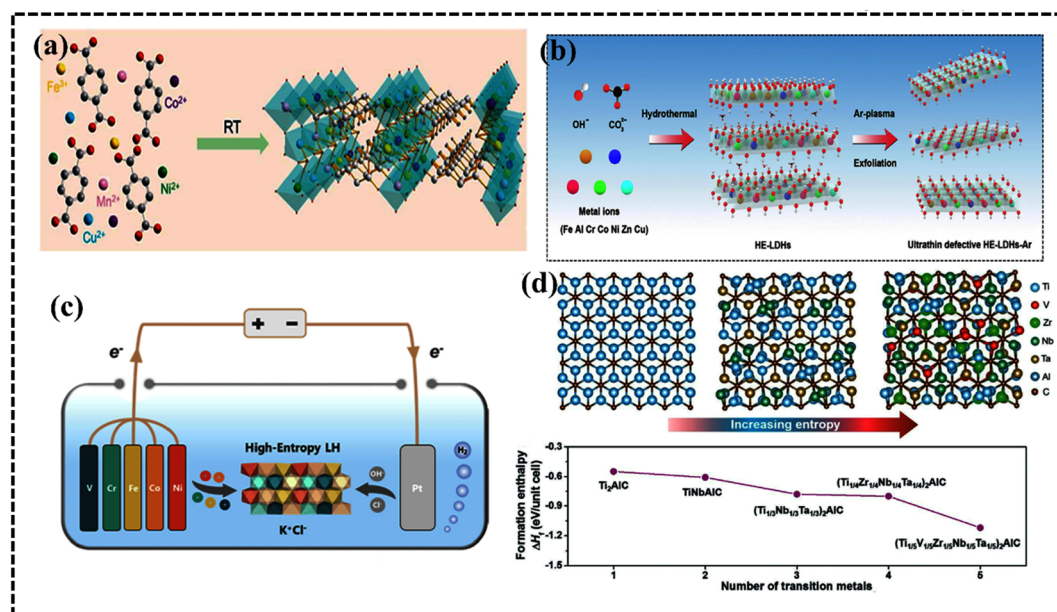 (a)
Fe³⁺
Co²⁺
RT
Ni²⁺
Mn²⁺
Cu²⁺
(b)
OH⁻
CO₃²⁻
Metal ions
(Fe Al Cr Co Ni Zn Cu)
Hydrothermal
HE-LDHs
Ar-plasma
Exfoliation
Ultrathin defective HE-LDHs-Ar
(c)
+ −
e⁻
e⁻
V
Cr
Fe
Co
Ni
High-Entropy LH
K⁺Cl⁻
OH⁻
Cl⁻
Pt
H₂
(d)
Ti
V
Zr
Nb
Ta
Al
C
Increasing entropy
Formation enthalpy
ΔHf (eV/unit cell)
-0.3
-0.6
-0.9
-1.2
-1.5
Ti₂AlC
TiNbAlC
(Ti₁/₃Nb₁/₃Ta₁/₃)₂AlC
(Ti₁/₄Zr₁/₄Nb₁/₄Ta₁/₄)₂AlC
(Ti₁/₅V₁/₅Zr₁/₅Nb₁/₅Ta₁/₅)₂AlC
1 2 3 4 5
Number of transition metals